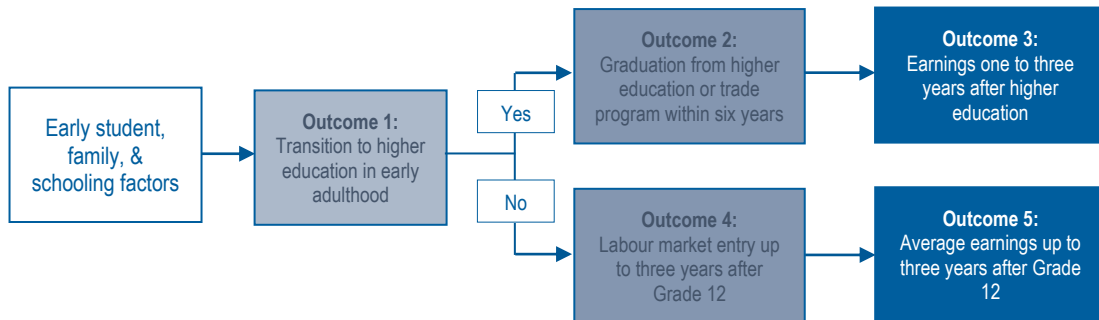 Early student,
family, &
schooling factors
Outcome 1:
Transition to higher
education in early
adulthood
Yes
No
Outcome 2:
Graduation from higher
education or trade
program within six years
Outcome 3:
Earnings one to three
years after higher
education
Outcome 4:
Labour market entry up
to three years after
Grade 12
Outcome 5:
Average earnings up to
three years after Grade
12